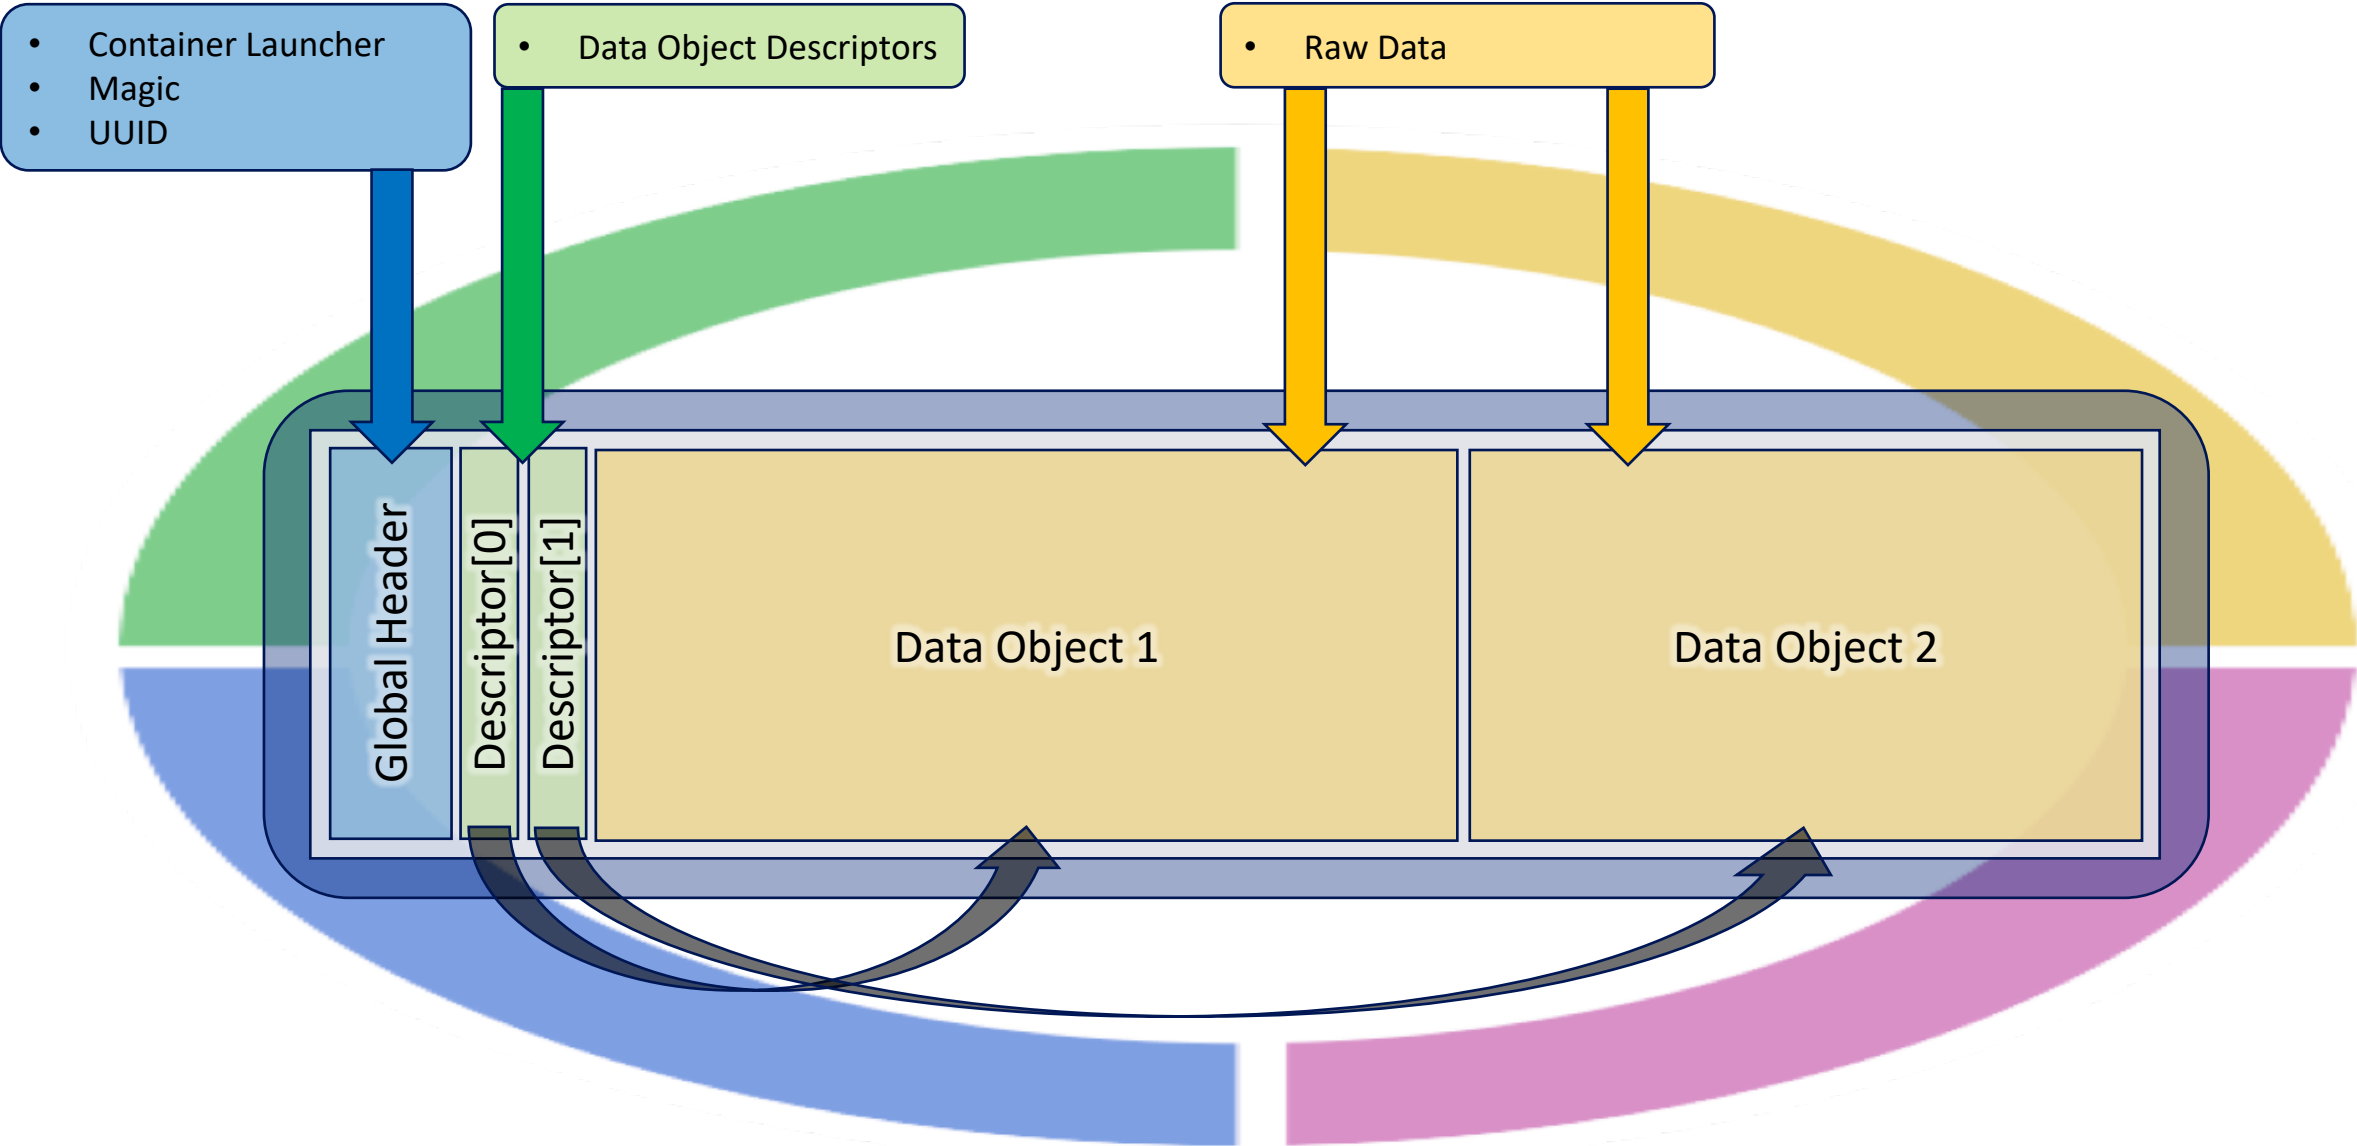 • Container Launcher
• Magic
• UUID
• Data Object Descriptors
• Raw Data
Global Header
Descriptor[0]
Descriptor[1]
Data Object 1
Data Object 2